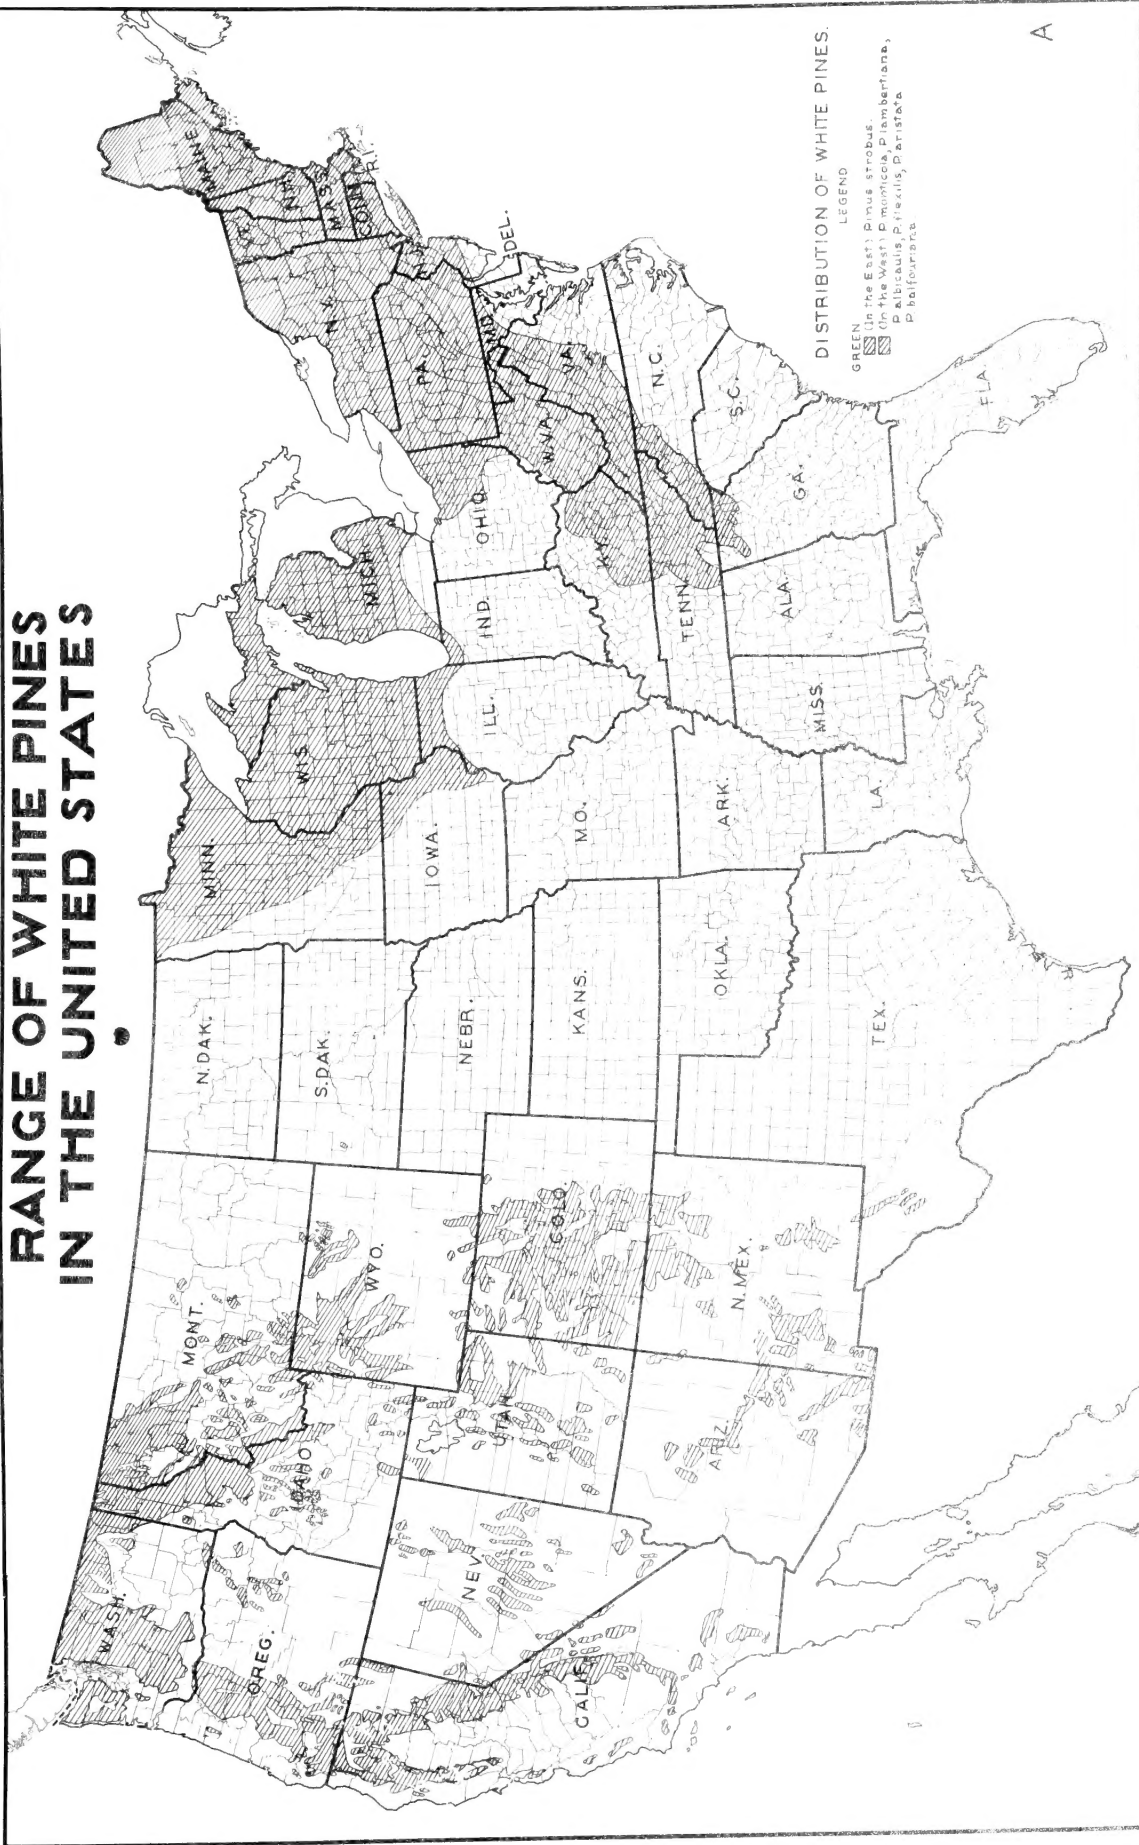 RANGE OF WHITE PINES
IN THE UNITED STATES
WASH.
OREG.
CALIF.
NEV.
IDAHO
MONT.
WYO.
UTAH
COLO.
ARIZ.
N.MEX.
N.DAK.
S.DAK.
NEBR.
KANS.
OKLA.
TEX.
MINN.
IOWA.
MO.
ARK.
LA.
WIS.
ILL.
MICH.
IND.
OHIO.
KY.
TENN.
MISS.
ALA.
GA.
FLA.
S.C.
N.C.
VA.
W.VA.
MD.
DEL.
PA.
N.Y.
VT.
N.H.
MAINE
MASS.
CONN.
R.I.
DISTRIBUTION OF WHITE PINES.
LEGEND
GREEN
(In the East) Pinus strobus.
(In the West) P. monticola, P. lambertiana,
P. albicaulis, P. flexilis, P. aristata
P. balfouriana
A